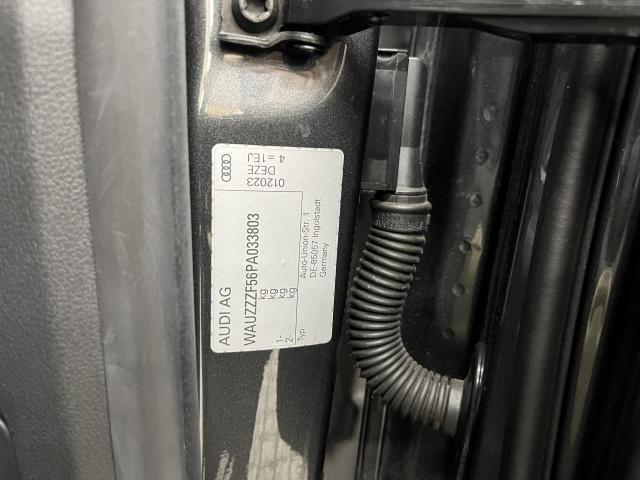 AUDI AG
WAUZZZF56PA033803
kg
kg
1- kg
2- kg
Typ
Auto-Union-Str. 1
DE-85057 Ingolstadt
Germany
012023
DEZE
4 =1EJ